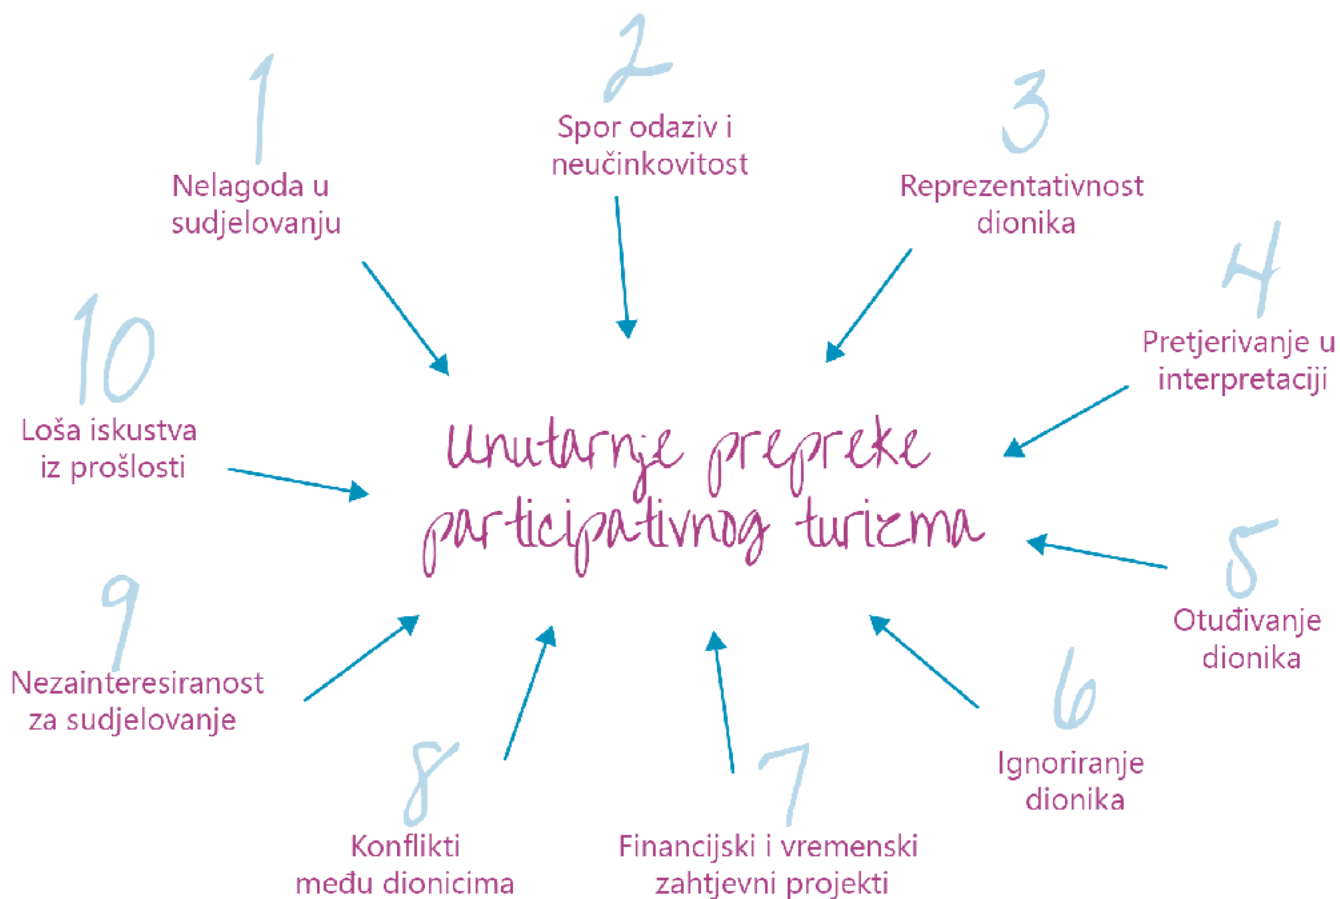 1
Nelagoda u
sudjelovanju
2
Spor odaziv i
neučinkovitost
3
Reprezentativnost
dionika
4
Pretjerivanje u
interpretaciji
5
Otuđivanje
dionika
6
Ignoriranje
dionika
7
Financijski i vremenski
zahtjevni projekti
8
Konflikti
među dionicima
9
Nezainteresiranost
za sudjelovanje
10
Loša iskustva
iz prošlosti
Unutarnje prepreke
participativnog turizma